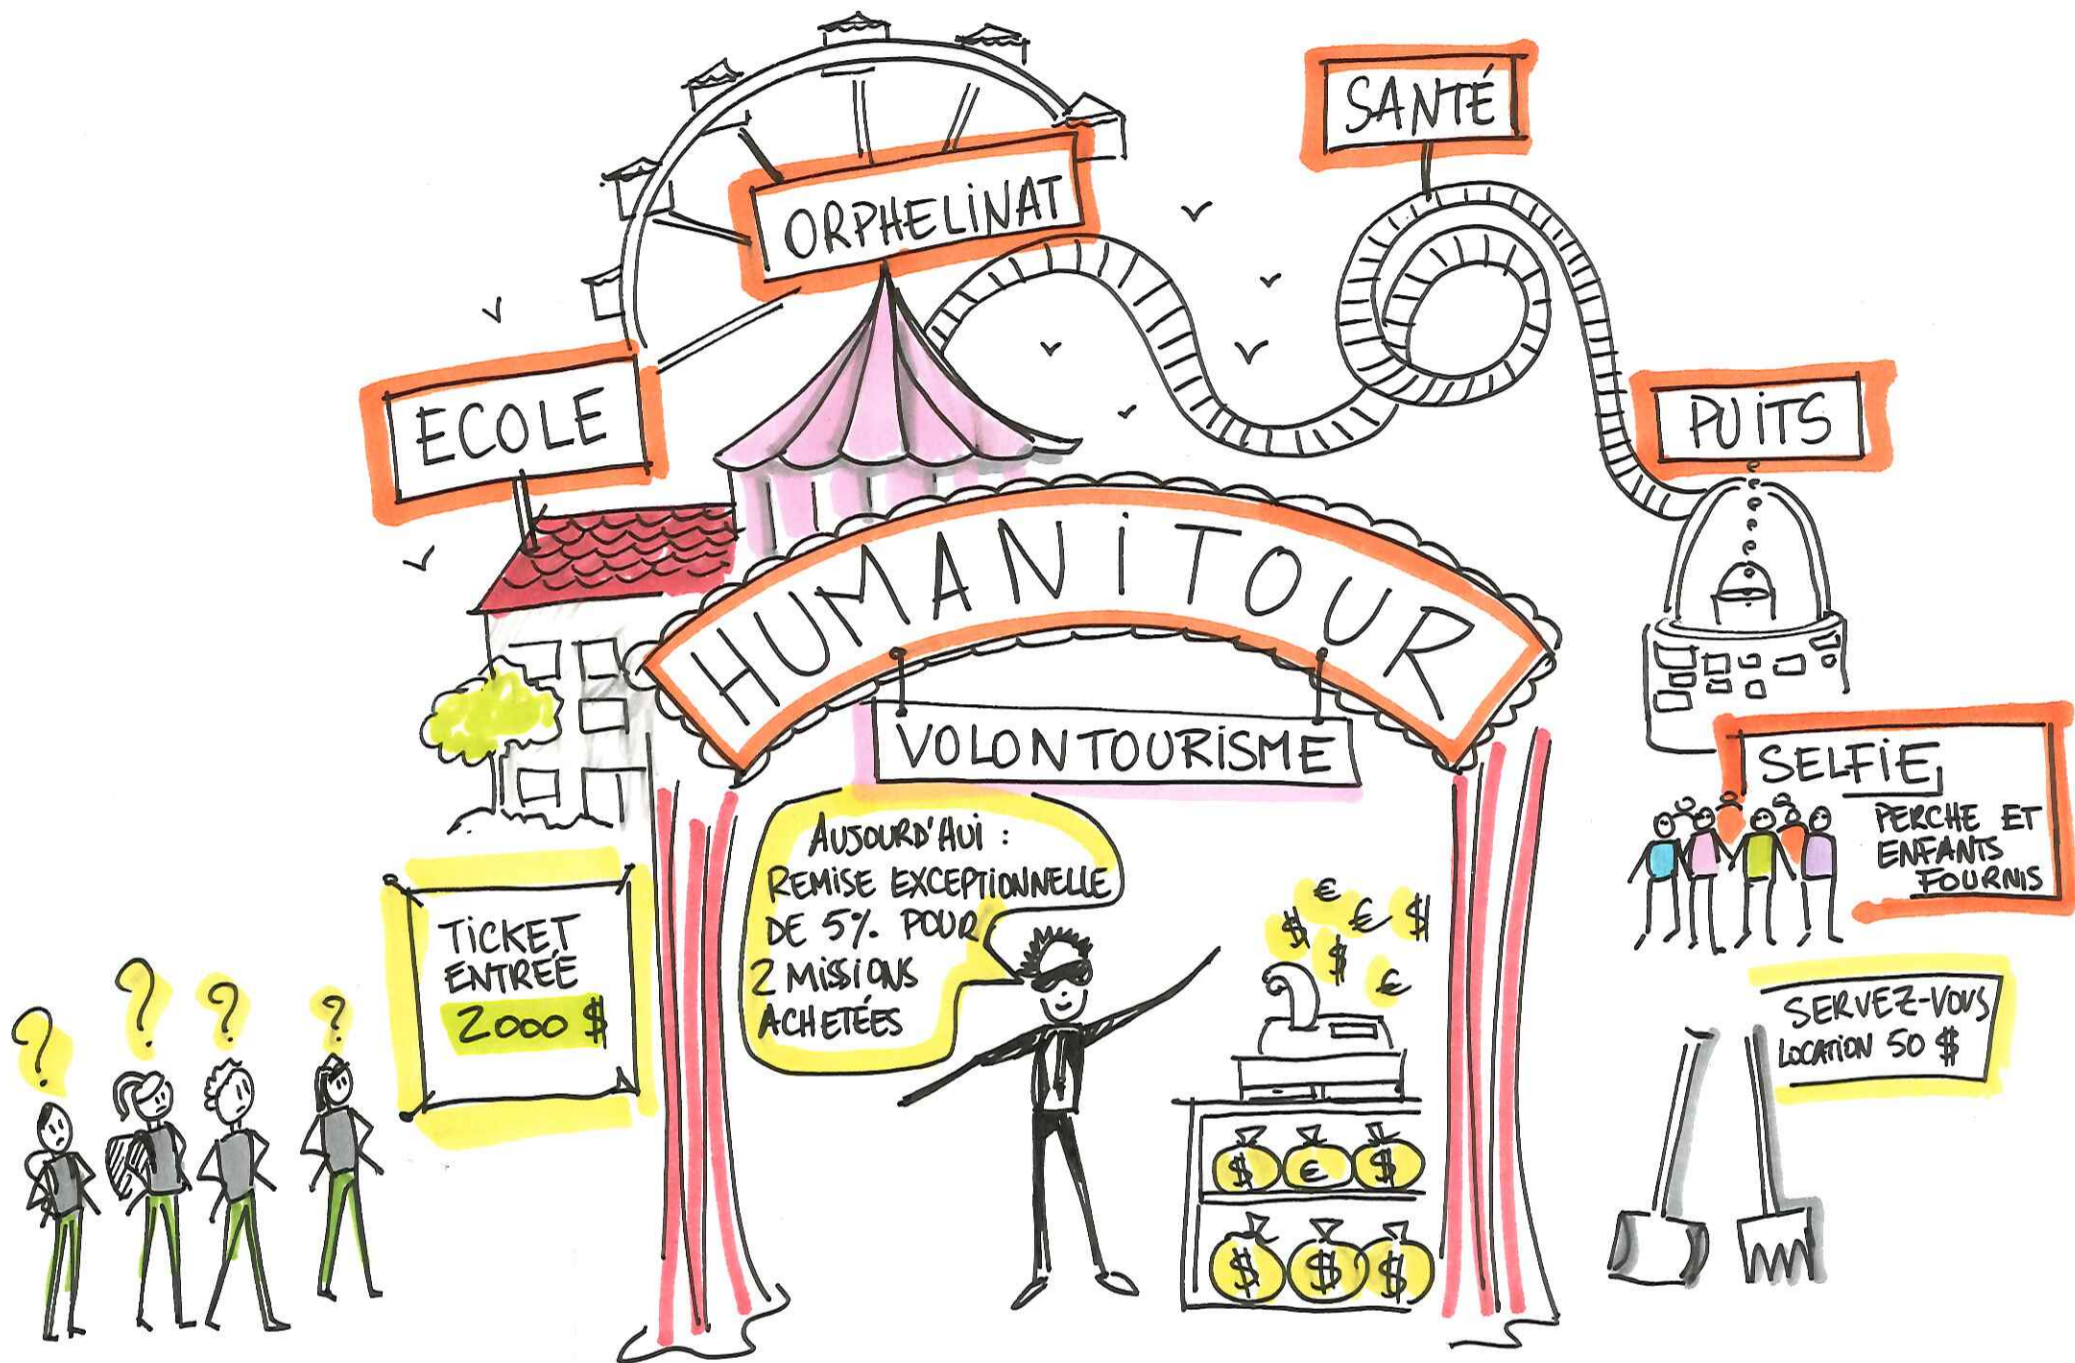 SANTÉ
ORPHELINAT
ECOLE
PUITS
HUMANITOUR
VOLONTOURISME
SELFIE,
PERCHE ET
ENFANTS
FOURNIS
AUJOURD'HUI :
REMISE EXCEPTIONNELLE
DE 5% POUR
2 MISSIONS
ACHETÉES
TICKET
ENTRÉE
2000 $
? ? ? ?
€
$ € $
$ €
SERVEZ-VOUS
LOCATION 50 $
$ € $
$ $ $